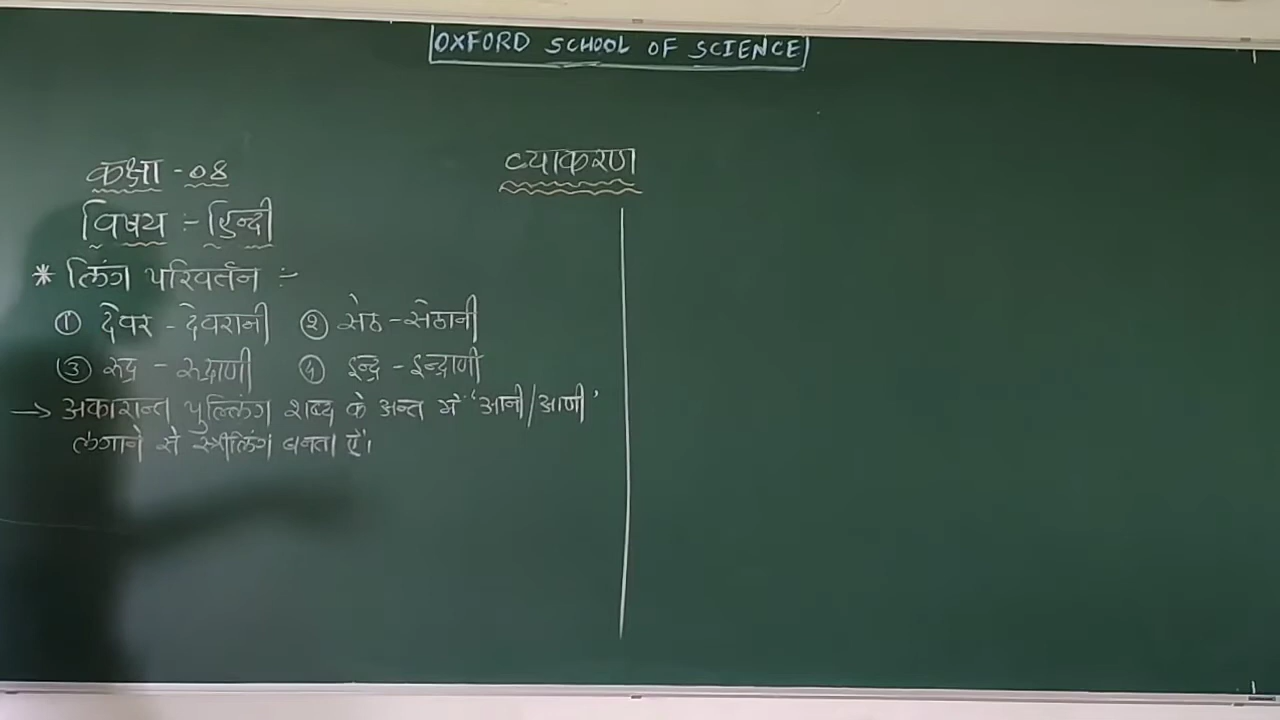 OXFORD SCHOOL OF SCIENCE
व्याकरण
कक्षा - 08
विषय :- हिन्दी
* लिंग परिवर्तन :-
① देवर - देवरानी ② सेठ - सेठानी
③ रुद्र - रुद्राणी ④ इन्द्र - इन्द्राणी
→ अकारान्त पुल्लिंग शब्द के अन्त में 'आनी/आणी'
लगाने से स्त्रीलिंग बनता हैं।